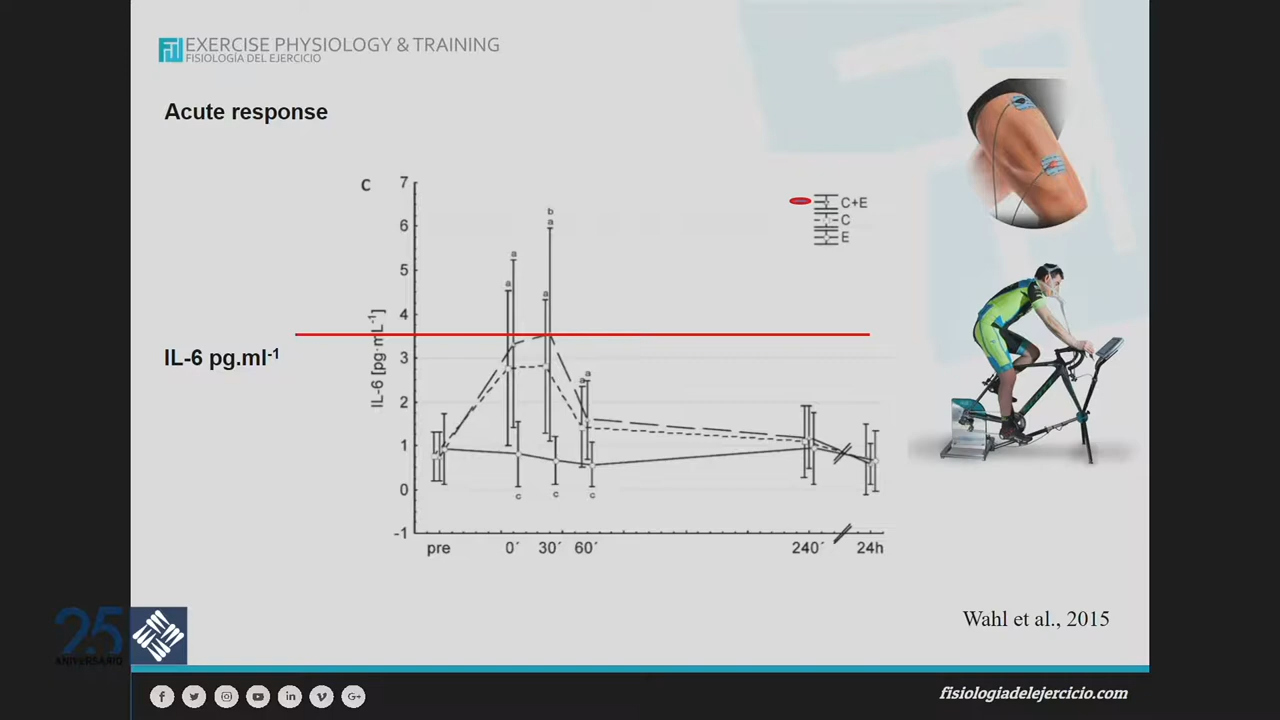 EXERCISE PHYSIOLOGY & TRAINING
FISIOLOGÍA DEL EJERCICIO
Acute response
C
7
6
5
4
3
2
1
0
-1
IL-6 [pg·mL⁻¹]
b
a
a
a
a
a
a
c
c
c
C+E
C
E
IL-6 pg.ml⁻¹
pre
0´
30´
60´
240´
24h
Wahl et al., 2015
25
ANIVERSARIO
fisiologiadelejercicio.com